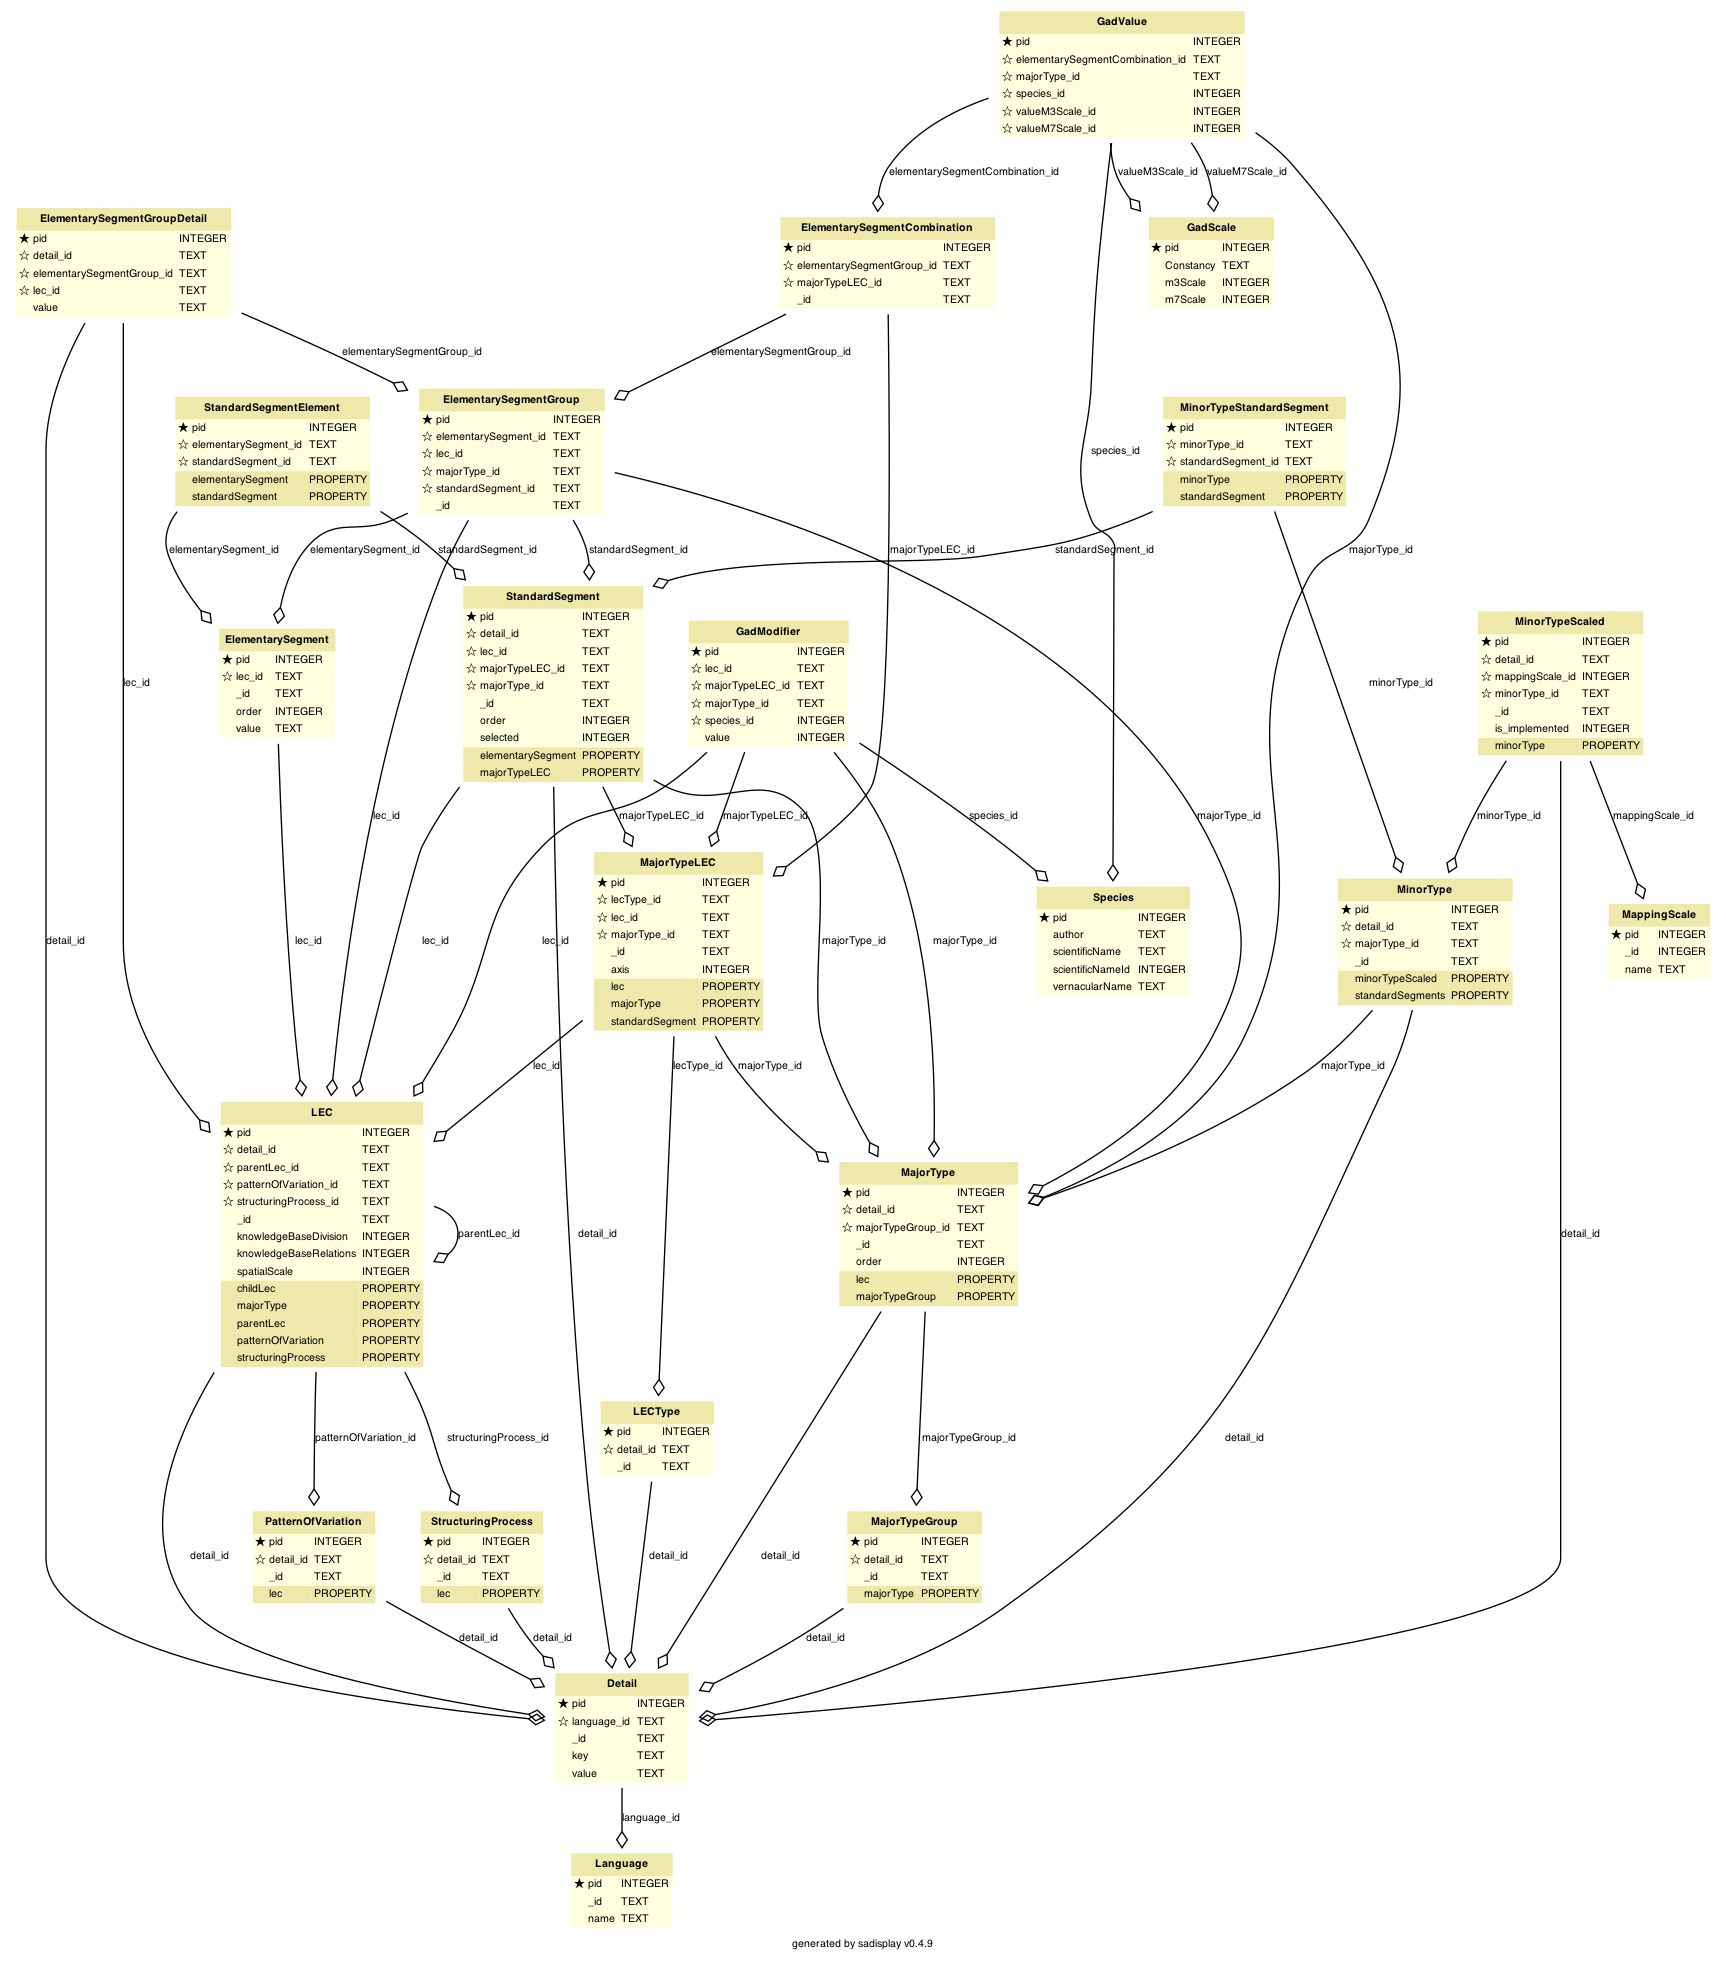 GadValue
★ pid INTEGER
☆ elementarySegmentCombination_id TEXT
☆ majorType_id TEXT
☆ species_id INTEGER
☆ valueM3Scale_id INTEGER
☆ valueM7Scale_id INTEGER
elementarySegmentCombination_id
valueM3Scale_id
valueM7Scale_id
ElementarySegmentGroupDetail
★ pid INTEGER
☆ detail_id TEXT
☆ elementarySegmentGroup_id TEXT
☆ lec_id TEXT
value TEXT
ElementarySegmentCombination
★ pid INTEGER
☆ elementarySegmentGroup_id TEXT
☆ majorTypeLEC_id TEXT
_id TEXT
GadScale
★ pid INTEGER
Constancy TEXT
m3Scale INTEGER
m7Scale INTEGER
elementarySegmentGroup_id
elementarySegmentGroup_id
StandardSegmentElement
★ pid INTEGER
☆ elementarySegment_id TEXT
☆ standardSegment_id TEXT
elementarySegment PROPERTY
standardSegment PROPERTY
ElementarySegmentGroup
★ pid INTEGER
☆ elementarySegment_id TEXT
☆ lec_id TEXT
☆ majorType_id TEXT
☆ standardSegment_id TEXT
_id TEXT
species_id
MinorTypeStandardSegment
★ pid INTEGER
☆ minorType_id TEXT
☆ standardSegment_id TEXT
minorType PROPERTY
standardSegment PROPERTY
elementarySegment_id
elementarySegment_id
standardSegment_id
standardSegment_id
majorTypeLEC_id
standardSegment_id
majorType_id
ElementarySegment
★ pid INTEGER
☆ lec_id TEXT
_id TEXT
order INTEGER
value TEXT
StandardSegment
★ pid INTEGER
☆ detail_id TEXT
☆ lec_id TEXT
☆ majorTypeLEC_id TEXT
☆ majorType_id TEXT
_id TEXT
order INTEGER
selected INTEGER
elementarySegment PROPERTY
majorTypeLEC PROPERTY
GadModifier
★ pid INTEGER
☆ lec_id TEXT
☆ majorTypeLEC_id TEXT
☆ majorType_id TEXT
☆ species_id INTEGER
value INTEGER
MinorTypeScaled
★ pid INTEGER
☆ detail_id TEXT
☆ mappingScale_id INTEGER
☆ minorType_id TEXT
_id TEXT
is_implemented INTEGER
minorType PROPERTY
lec_id
minorType_id
lec_id
majorTypeLEC_id
majorTypeLEC_id
species_id
majorType_id
minorType_id
mappingScale_id
MajorTypeLEC
★ pid INTEGER
☆ lecType_id TEXT
☆ lec_id TEXT
☆ majorType_id TEXT
_id TEXT
axis INTEGER
lec PROPERTY
majorType PROPERTY
standardSegment PROPERTY
Species
★ pid INTEGER
author TEXT
scientificName TEXT
scientificNameId INTEGER
vernacularName TEXT
MinorType
★ pid INTEGER
☆ detail_id TEXT
☆ majorType_id TEXT
_id TEXT
minorTypeScaled PROPERTY
standardSegments PROPERTY
MappingScale
★ pid INTEGER
_id INTEGER
name TEXT
detail_id
lec_id
lec_id
lec_id
majorType_id
majorType_id
lec_id
lecType_id
majorType_id
majorType_id
LEC
★ pid INTEGER
☆ detail_id TEXT
☆ parentLec_id TEXT
☆ patternOfVariation_id TEXT
☆ structuringProcess_id TEXT
_id TEXT
knowledgeBaseDivision INTEGER
knowledgeBaseRelations INTEGER
spatialScale INTEGER
childLec PROPERTY
majorType PROPERTY
parentLec PROPERTY
patternOfVariation PROPERTY
structuringProcess PROPERTY
parentLec_id
detail_id
MajorType
★ pid INTEGER
☆ detail_id TEXT
☆ majorTypeGroup_id TEXT
_id TEXT
order INTEGER
lec PROPERTY
majorTypeGroup PROPERTY
detail_id
patternOfVariation_id
structuringProcess_id
LECType
★ pid INTEGER
☆ detail_id TEXT
_id TEXT
majorTypeGroup_id
detail_id
PatternOfVariation
★ pid INTEGER
☆ detail_id TEXT
_id TEXT
lec PROPERTY
StructuringProcess
★ pid INTEGER
☆ detail_id TEXT
_id TEXT
lec PROPERTY
MajorTypeGroup
★ pid INTEGER
☆ detail_id TEXT
_id TEXT
majorType PROPERTY
detail_id
detail_id
detail_id
detail_id
detail_id
detail_id
Detail
★ pid INTEGER
☆ language_id TEXT
_id TEXT
key TEXT
value TEXT
language_id
Language
★ pid INTEGER
_id TEXT
name TEXT
generated by sadisplay v0.4.9